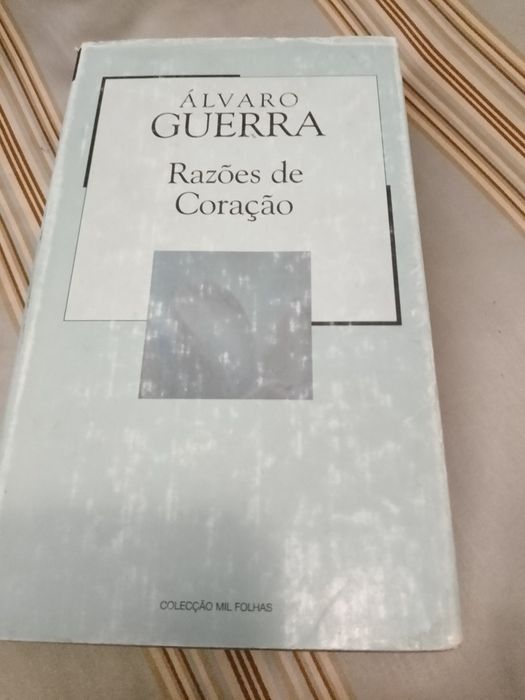 ÁLVARO
GUERRA
Razões de
Coração
COLECÇÃO MIL FOLHAS